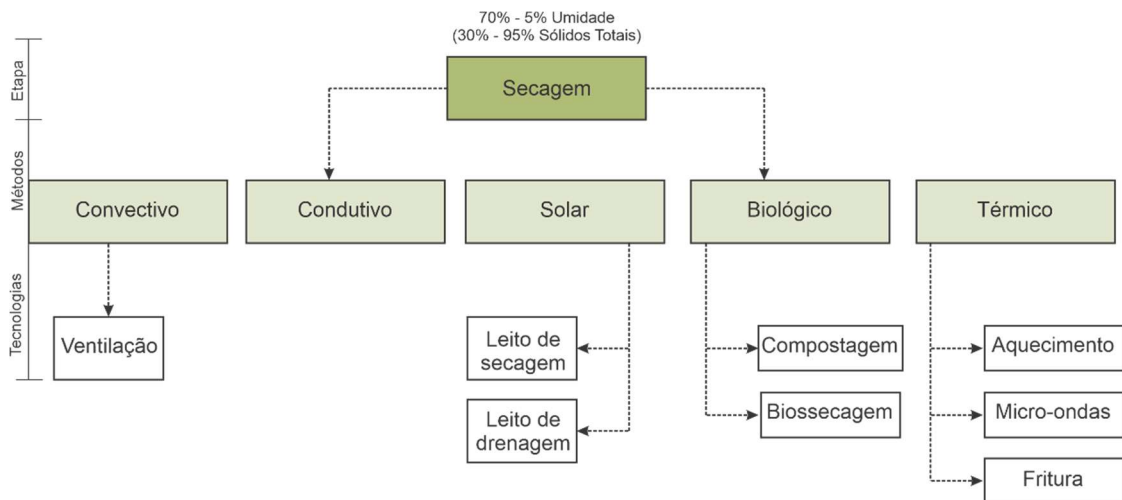 70% - 5% Umidade
(30% - 95% Sólidos Totais)
Etapa
Secagem
Métodos
Convectivo
Condutivo
Solar
Biológico
Térmico
Tecnologias
Ventilação
Leito de
secagem
Compostagem
Aquecimento
Leito de
drenagem
Biossecagem
Micro-ondas
Fritura